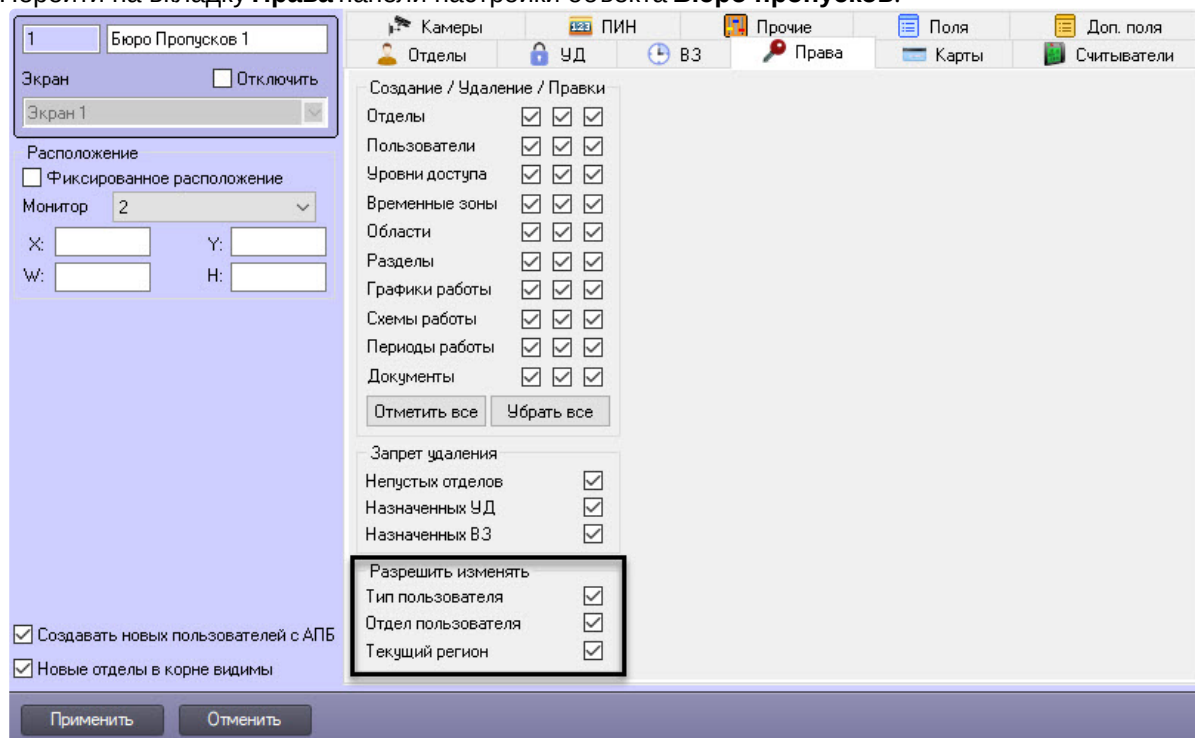 Перейти на вкладку Права панели настройки объекта Бюро пропусков.
1 Бюро Пропусков 1
Экран Отключить
Экран 1
Расположение
Фиксированное расположение
Монитор 2
X: Y:
W: H:
Создавать новых пользователей с АПБ
Новые отделы в корне видимы
Камеры ПИН Прочие Поля Доп. поля
Отделы УД ВЗ Права Карты Считыватели
Создание / Удаление / Правки
Отделы
Пользователи
Уровни доступа
Временные зоны
Области
Разделы
Графики работы
Схемы работы
Периоды работы
Документы
Отметить все Убрать все
Запрет удаления
Непустых отделов
Назначенных УД
Назначенных ВЗ
Разрешить изменять
Тип пользователя
Отдел пользователя
Текущий регион
Применить Отменить